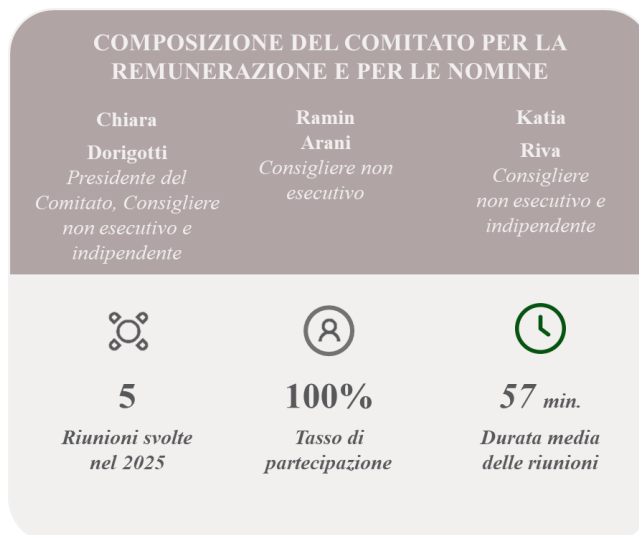 COMPOSIZIONE DEL COMITATO PER LA
REMUNERAZIONE E PER LE NOMINE
Chiara
Dorigotti
Presidente del
Comitato, Consigliere
non esecutivo e
indipendente
Ramin
Arani
Consigliere non
esecutivo
Katia
Riva
Consigliere
non esecutivo e
indipendente
5
Riunioni svolte
nel 2025
100%
Tasso di
partecipazione
57 min.
Durata media
delle riunioni